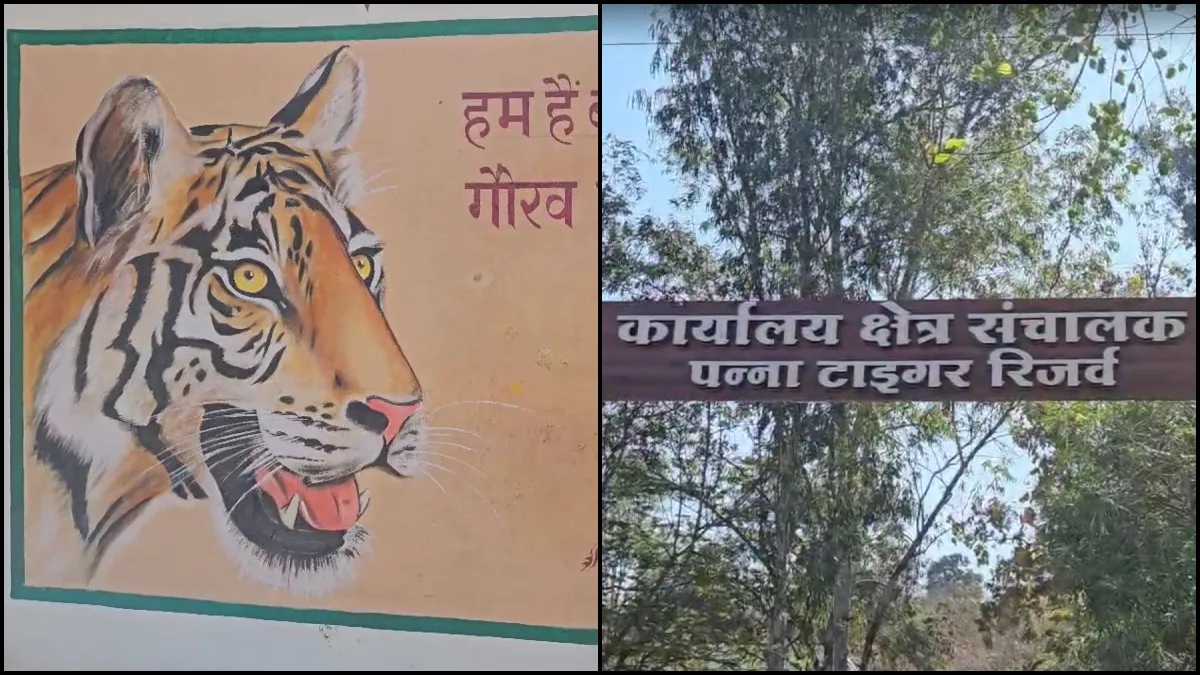 हम हैं
गौरव
कार्यालय क्षेत्र संचालक
पन्ना टाइगर रिजर्व